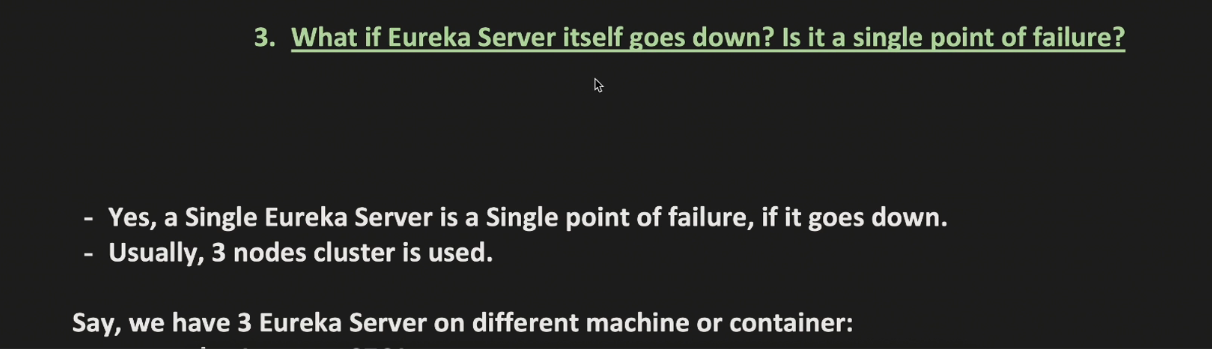 3. What if Eureka Server itself goes down? Is it a single point of failure?
- Yes, a Single Eureka Server is a Single point of failure, if it goes down.
- Usually, 3 nodes cluster is used.
Say, we have 3 Eureka Server on different machine or container: